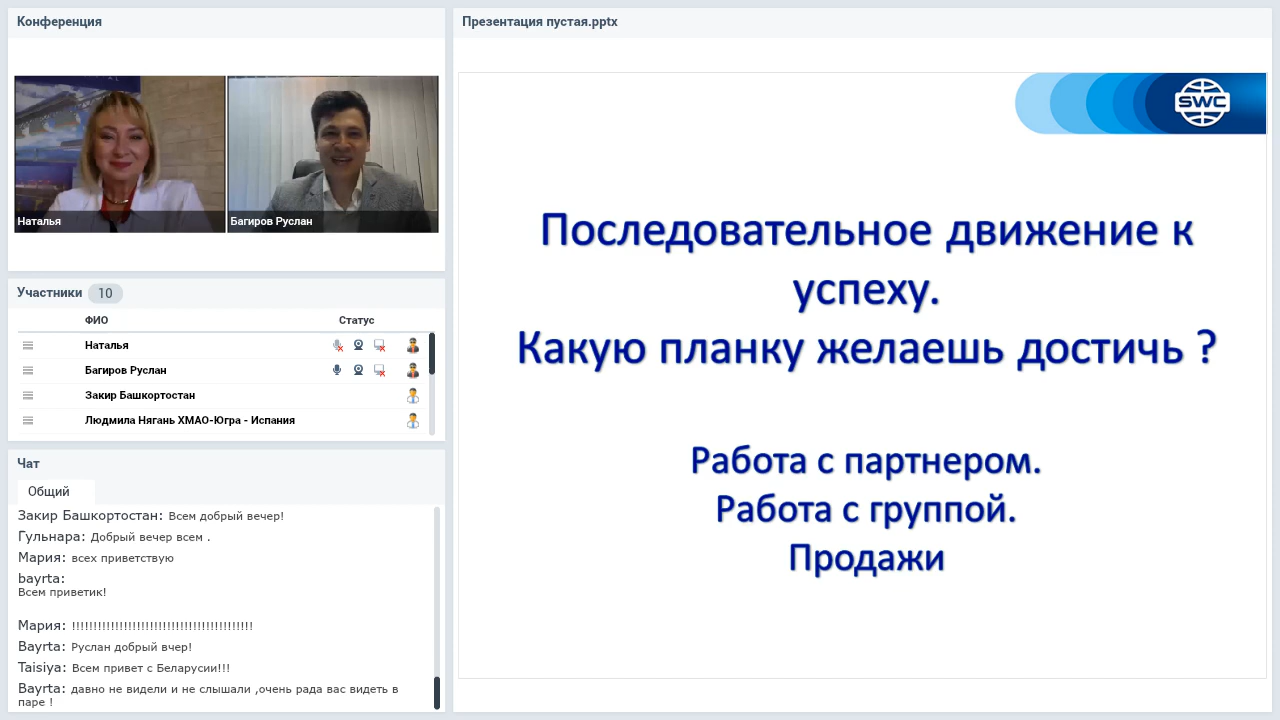 Конференция
Наталья
Багиров Руслан
Участники 10
ФИО Статус
Наталья
Багиров Руслан
Закир Башкортостан
Людмила Нягань ХМАО-Югра - Испания
Чат
Общий
Закир Башкортостан: Всем добрый вечер!
Гульнара: Добрый вечер всем .
Мария: всех приветствую
bayrta:
Всем приветик!
Мария: !!!!!!!!!!!!!!!!!!!!!!!!!!!!!!!!!!!!!!!!!!
Bayrta: Руслан добрый вчер!
Taisiya: Всем привет с Беларусии!!!
Bayrta: давно не видели и не слышали ,очень рада вас видеть в
паре !
Презентация пустая.pptx
SWC
Последовательное движение к
успеху.
Какую планку желаешь достичь ?
Работа с партнером.
Работа с группой.
Продажи